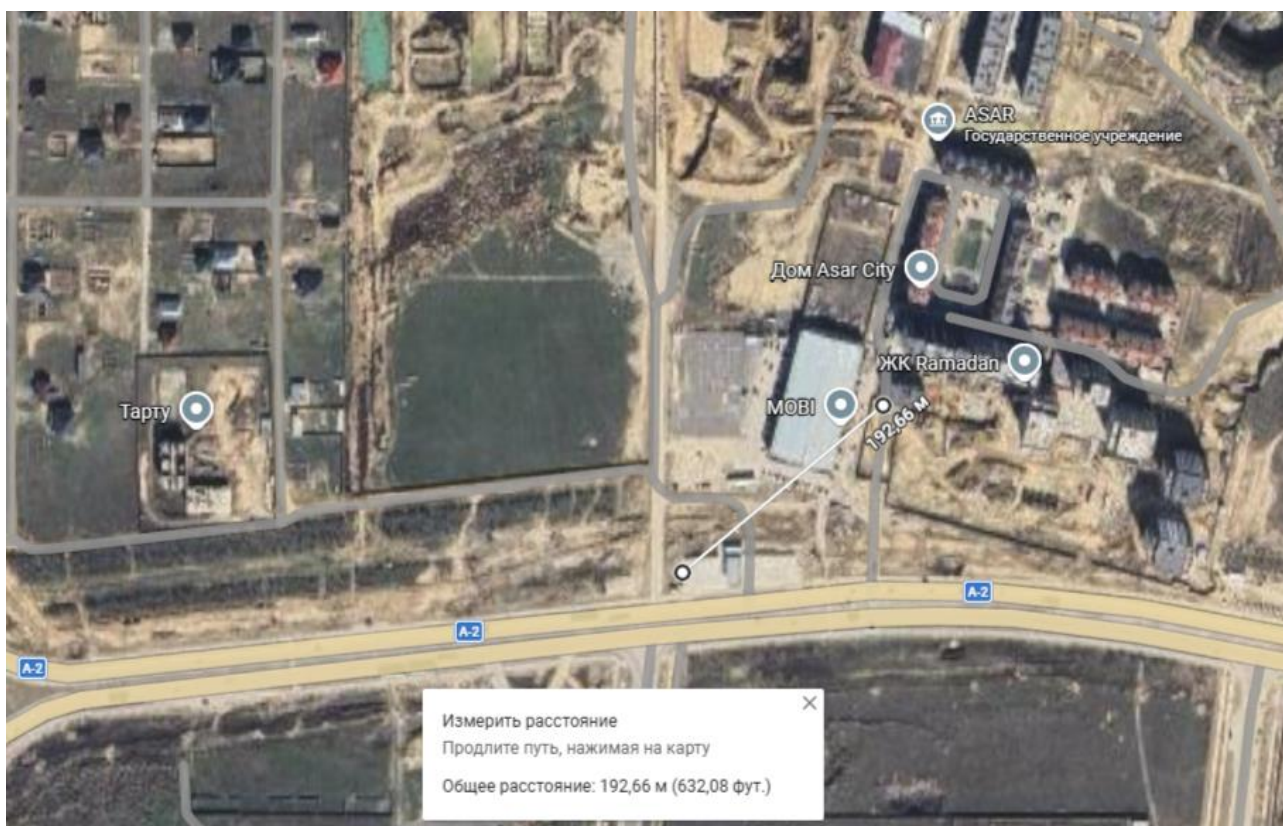 ASAR
Государственное учреждение
Дом Asar City
ЖК Ramadan
Тарту
MOBI
192,66 м
A-2
A-2
A-2
Измерить расстояние
Продлите путь, нажимая на карту
Общее расстояние: 192,66 м (632,08 фут.)